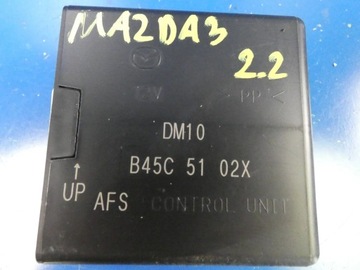 MAZDA3
2.2
DM10
B45C 51 02X
UP AFS CONTROL UNIT